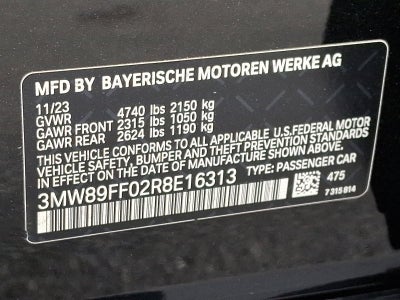 MFD BY BAYERISCHE MOTOREN WERKE AG
11/23
GVWR 4740 lbs 2150 kg
GAWR FRONT 2315 lbs 1050 kg
GAWR REAR 2624 lbs 1190 kg
THIS VEHICLE CONFORMS TO ALL APPLICABLE U.S.FEDERAL MOTOR
VEHICLE SAFETY, BUMPER AND THEFT PREVENTION STANDARDS
IN EFFECT ON THE DATE OF MANUFACTURE SHOWN ABOVE.
3MW89FF02R8E16313 TYPE: PASSENGER CAR
475
7 315 814